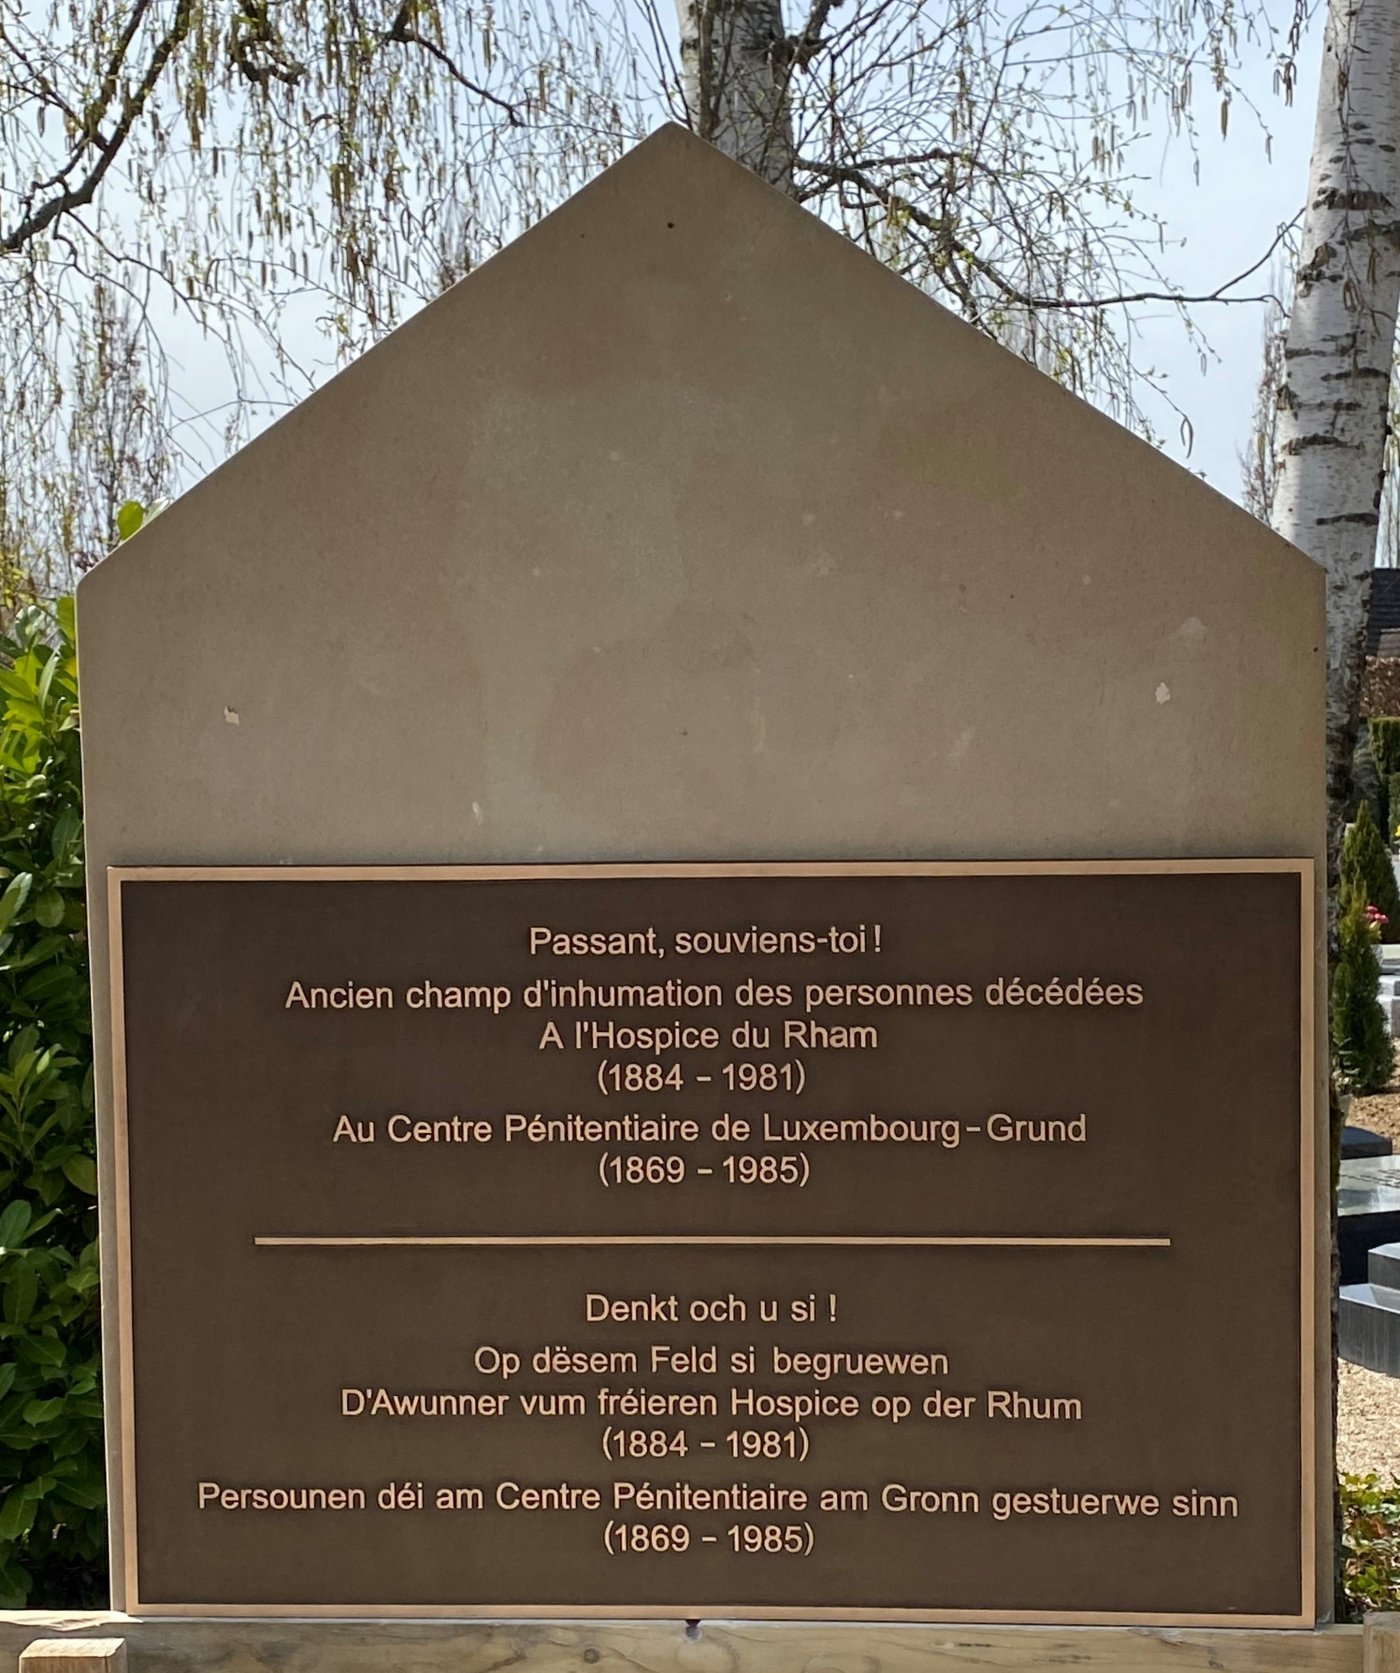 Passant, souviens-toi !
Ancien champ d'inhumation des personnes décédées
A l'Hospice du Rham
(1884 – 1981)
Au Centre Pénitentiaire de Luxembourg – Grund
(1869 – 1985)
Denkt och u si !
Op dësem Feld si begruewen
D'Awunner vum fréieren Hospice op der Rhum
(1884 – 1981)
Persounen déi am Centre Pénitentiaire am Gronn gestuerwe sinn
(1869 – 1985)